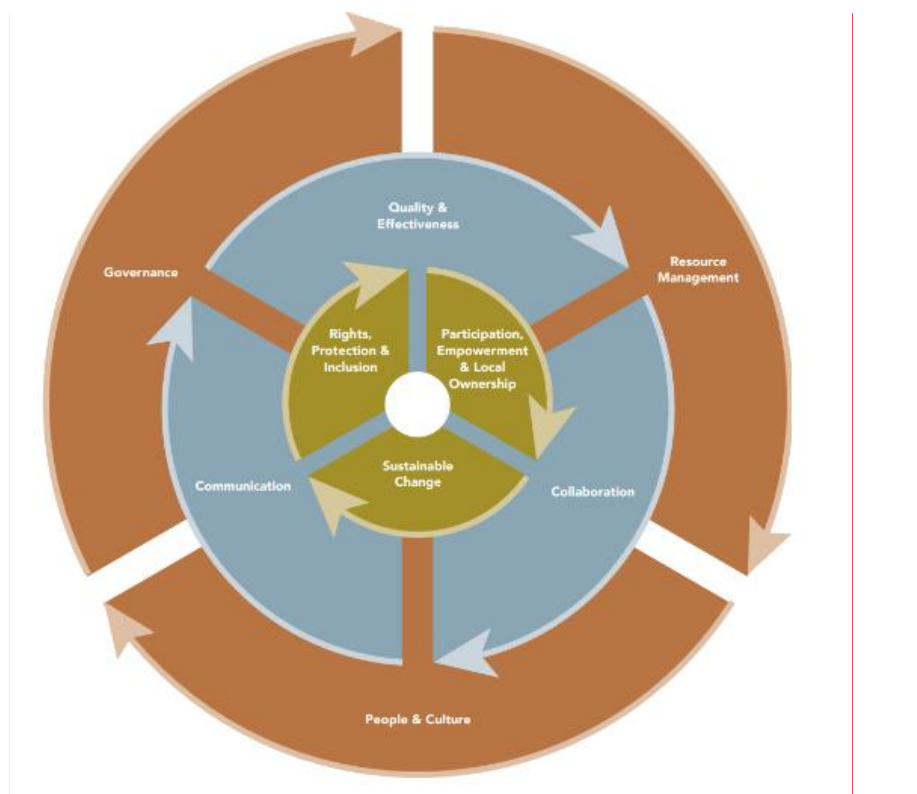 Quality &
Effectiveness
Governance
Resource
Management
Rights,
Protection &
Inclusion
Participation,
Empowerment
& Local
Ownership
Sustainable
Change
Communication
Collaboration
People & Culture